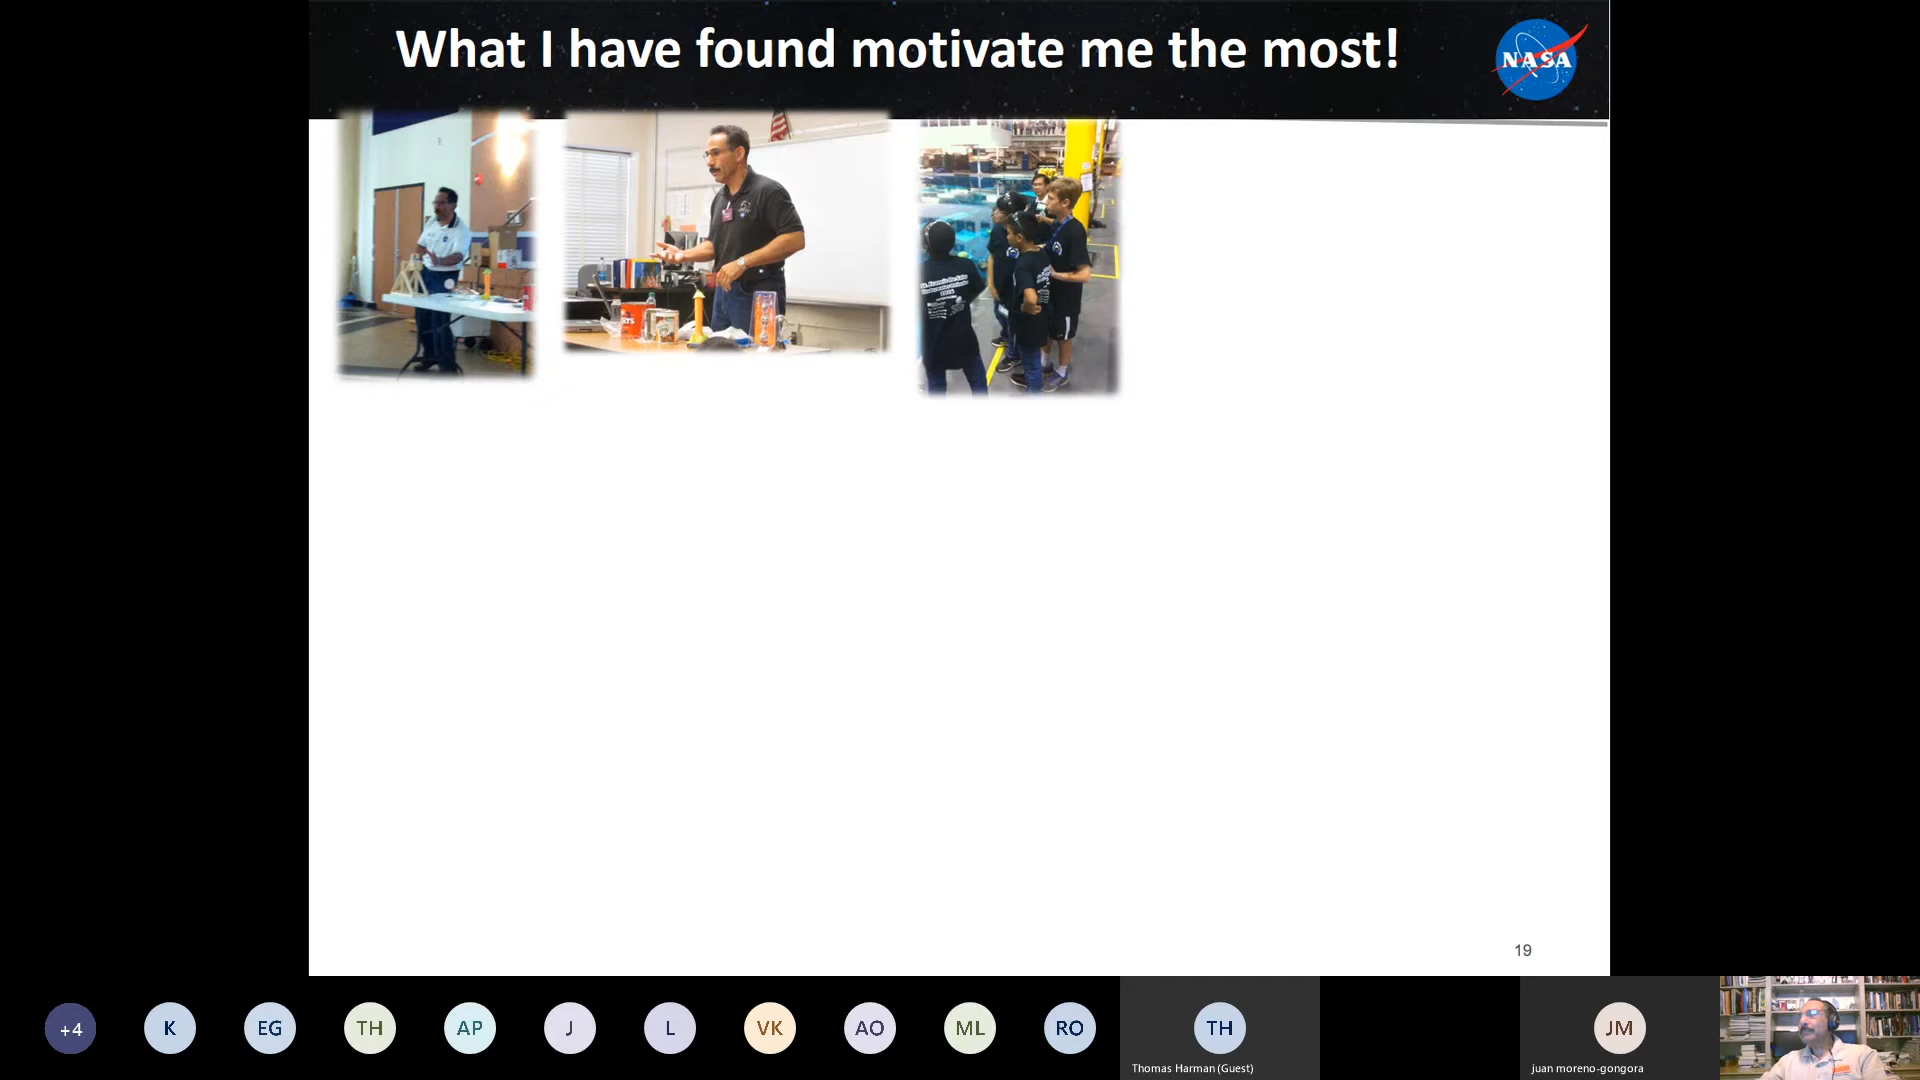 What I have found motivate me the most!
NASA
19
+4
K
EG
TH
AP
J
L
VK
AO
ML
RO
TH
Thomas Harman (Guest)
JM
juan moreno-gongora